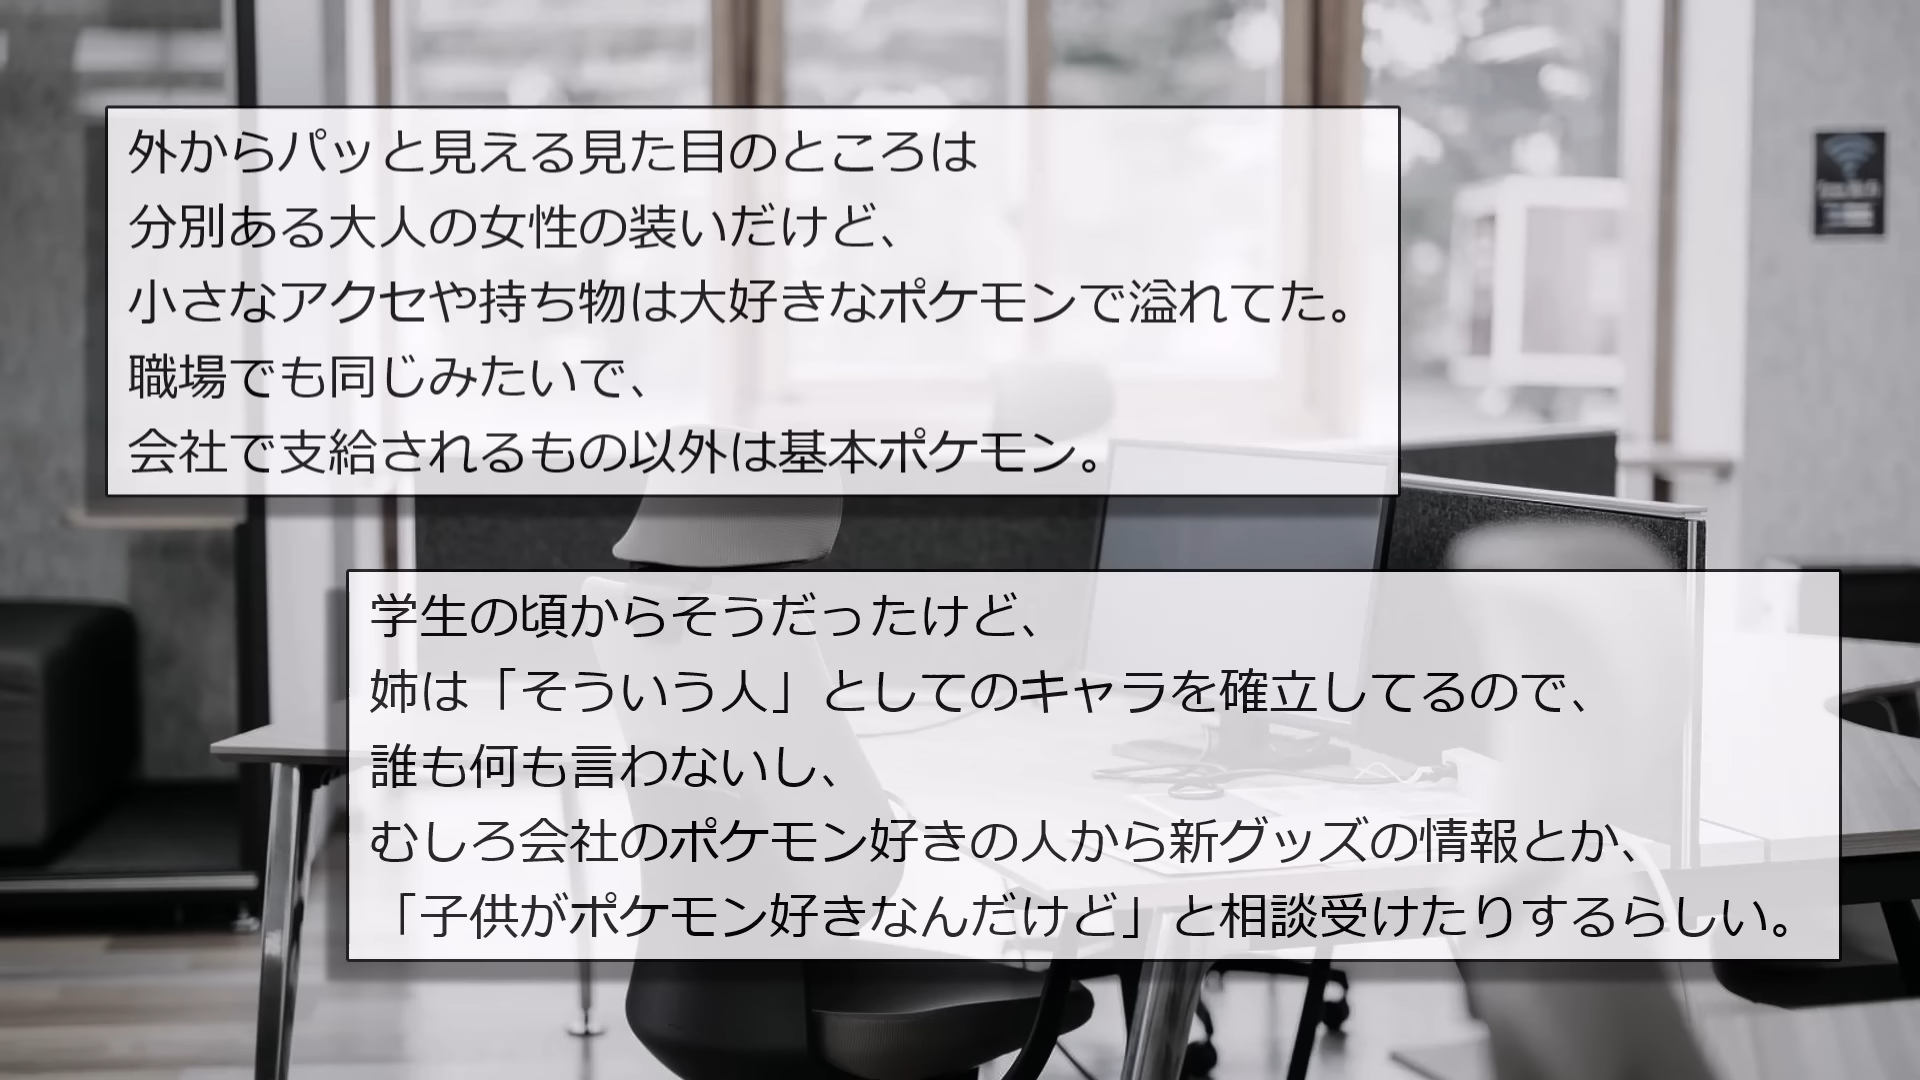 外からパッと見える見た目のところは
分別ある大人の女性の装いだけど、
小さなアクセや持ち物は大好きなポケモンで溢れてた。
職場でも同じみたいで、
会社で支給されるもの以外は基本ポケモン。
学生の頃からそうだったけど、
姉は「そういう人」としてのキャラを確立してるので、
誰も何も言わないし、
むしろ会社のポケモン好きの人から新グッズの情報とか、
「子供がポケモン好きなんだけど」と相談受けたりするらしい。